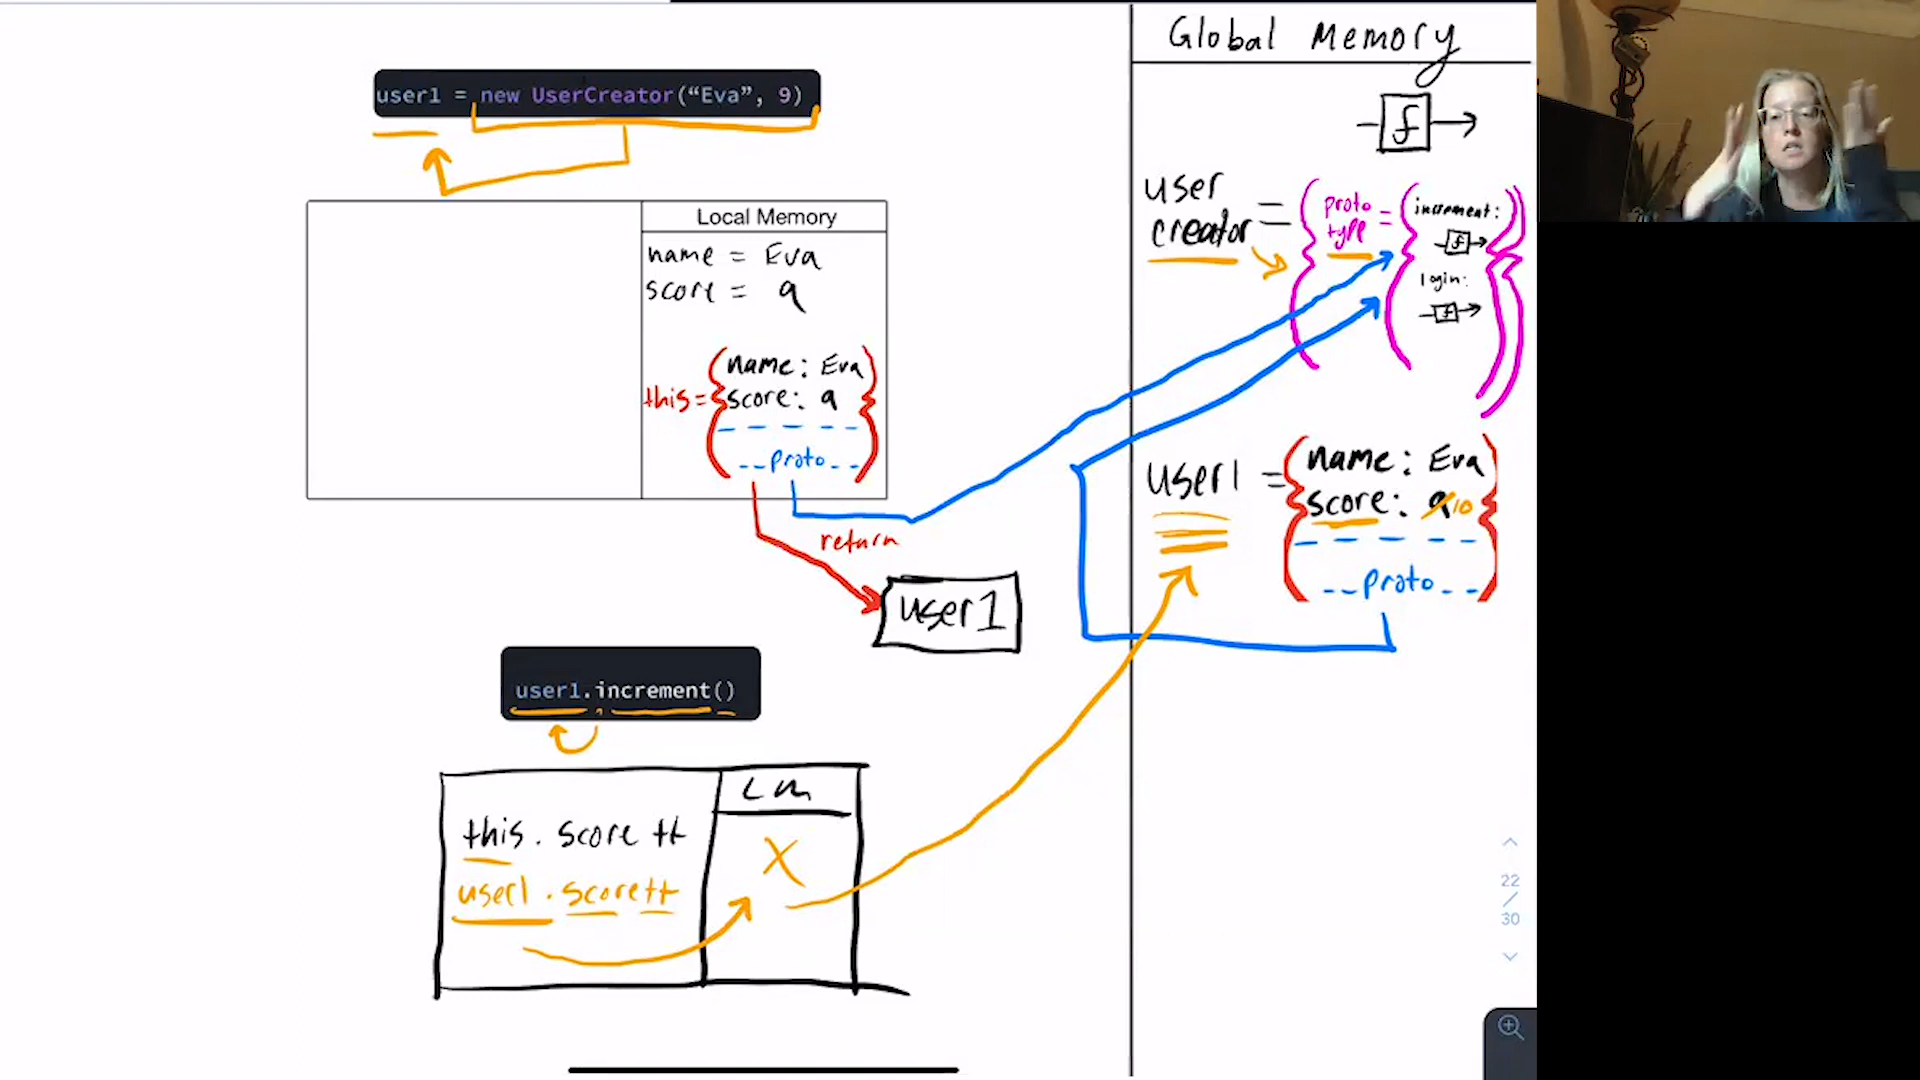 user1 = new UserCreator(“Eva”, 9)
Local Memory
name = Eva
score = 9
this = name: Eva
score: 9
__proto__
return
user1
user1.increment()
LM
this.score++
user1.score++
X
Global Memory
f
user
creator = { proto
type = { increment:
f
login:
f
user1 = { name: Eva
score: 9 10
__proto__
22
/
30